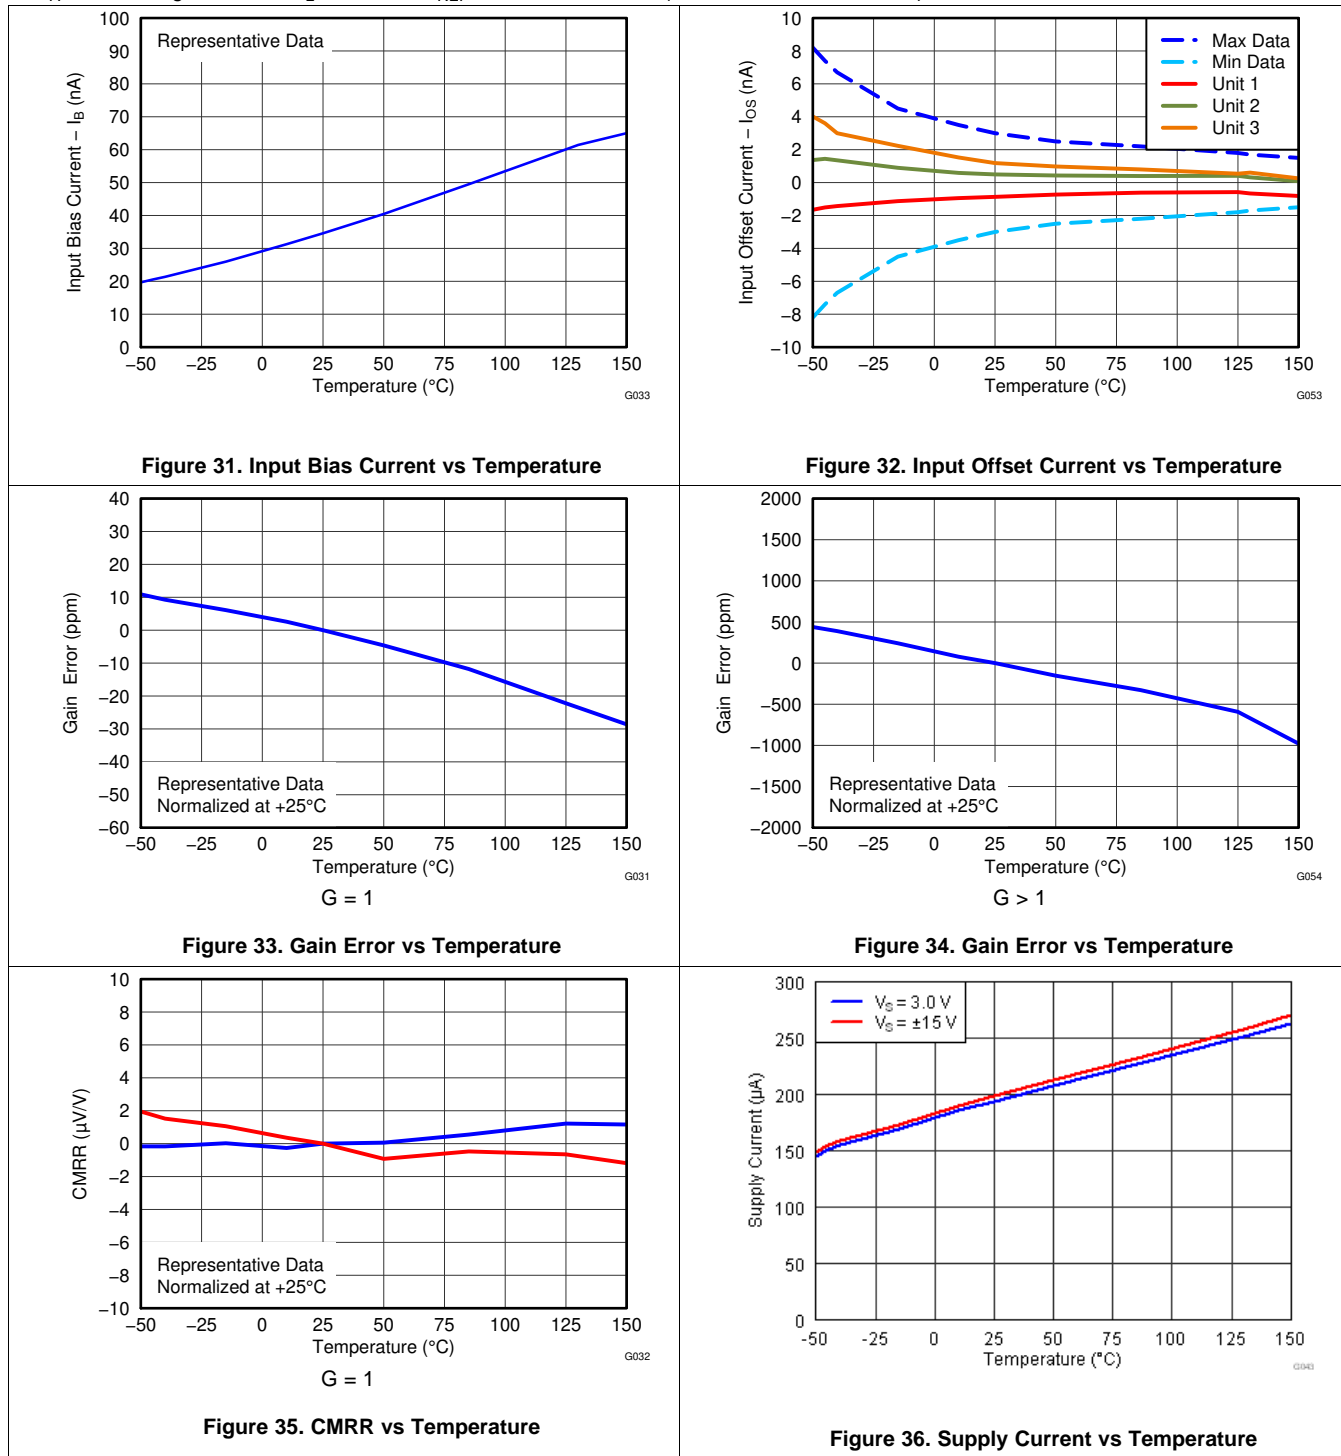 100
90
80
70
60
50
40
30
20
10
0
Input Bias Current – I_B (nA)
Representative Data
−50 −25 0 25 50 75 100 125 150
Temperature (°C)
G033
Figure 31. Input Bias Current vs Temperature
10
8
6
4
2
0
−2
−4
−6
−8
−10
Input Offset Current – I_OS (nA)
Max Data
Min Data
Unit 1
Unit 2
Unit 3
−50 −25 0 25 50 75 100 125 150
Temperature (°C)
G053
Figure 32. Input Offset Current vs Temperature
40
30
20
10
0
−10
−20
−30
−40
−50
−60
Gain Error (ppm)
Representative Data
Normalized at +25°C
−50 −25 0 25 50 75 100 125 150
Temperature (°C)
G031
G = 1
Figure 33. Gain Error vs Temperature
2000
1500
1000
500
0
−500
−1000
−1500
−2000
Gain Error (ppm)
Representative Data
Normalized at +25°C
−50 −25 0 25 50 75 100 125 150
Temperature (°C)
G054
G > 1
Figure 34. Gain Error vs Temperature
10
8
6
4
2
0
−2
−4
−6
−8
−10
CMRR (µV/V)
Representative Data
Normalized at +25°C
−50 −25 0 25 50 75 100 125 150
Temperature (°C)
G032
G = 1
Figure 35. CMRR vs Temperature
300
250
200
150
100
50
0
Supply Current (µA)
V_S = 3.0 V
V_S = ±15 V
-50 -25 0 25 50 75 100 125 150
Temperature (°C)
G043
Figure 36. Supply Current vs Temperature